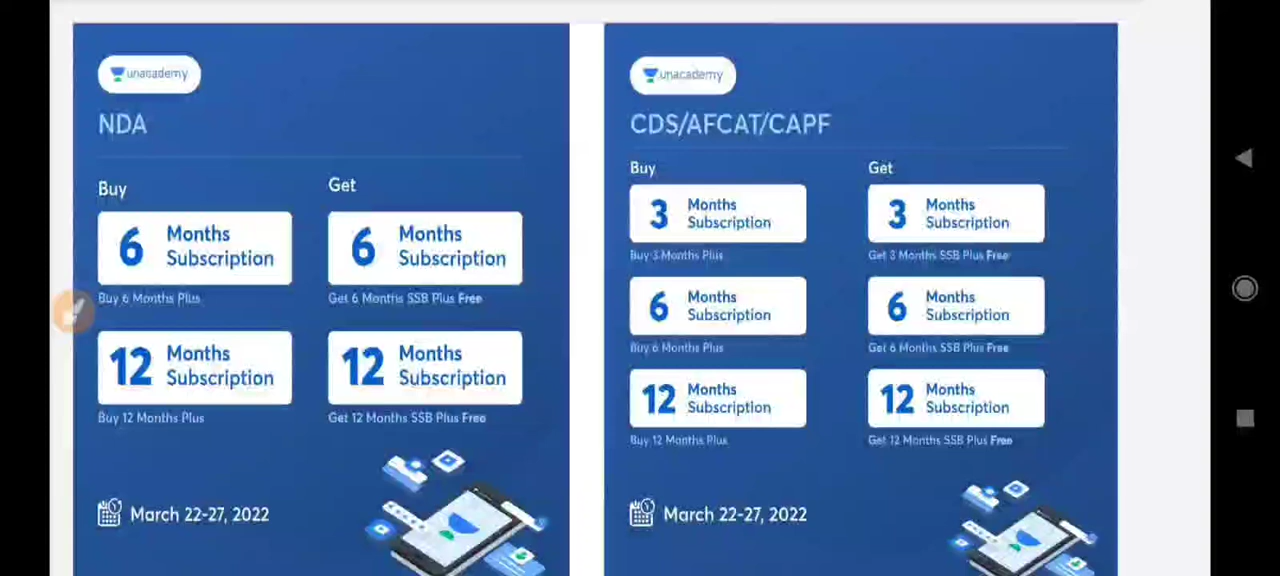 unacademy
NDA
Buy
Get
6 Months Subscription
6 Months Subscription
Buy 6 Months Plus
Get 6 Months SSB Plus Free
12 Months Subscription
12 Months Subscription
Buy 12 Months Plus
Get 12 Months SSB Plus Free
March 22-27, 2022
unacademy
CDS/AFCAT/CAPF
Buy
Get
3 Months Subscription
3 Months Subscription
Buy 3 Months Plus
Get 3 Months SSB Plus Free
6 Months Subscription
6 Months Subscription
Buy 6 Months Plus
Get 6 Months SSB Plus Free
12 Months Subscription
12 Months Subscription
Buy 12 Months Plus
Get 12 Months SSB Plus Free
March 22-27, 2022